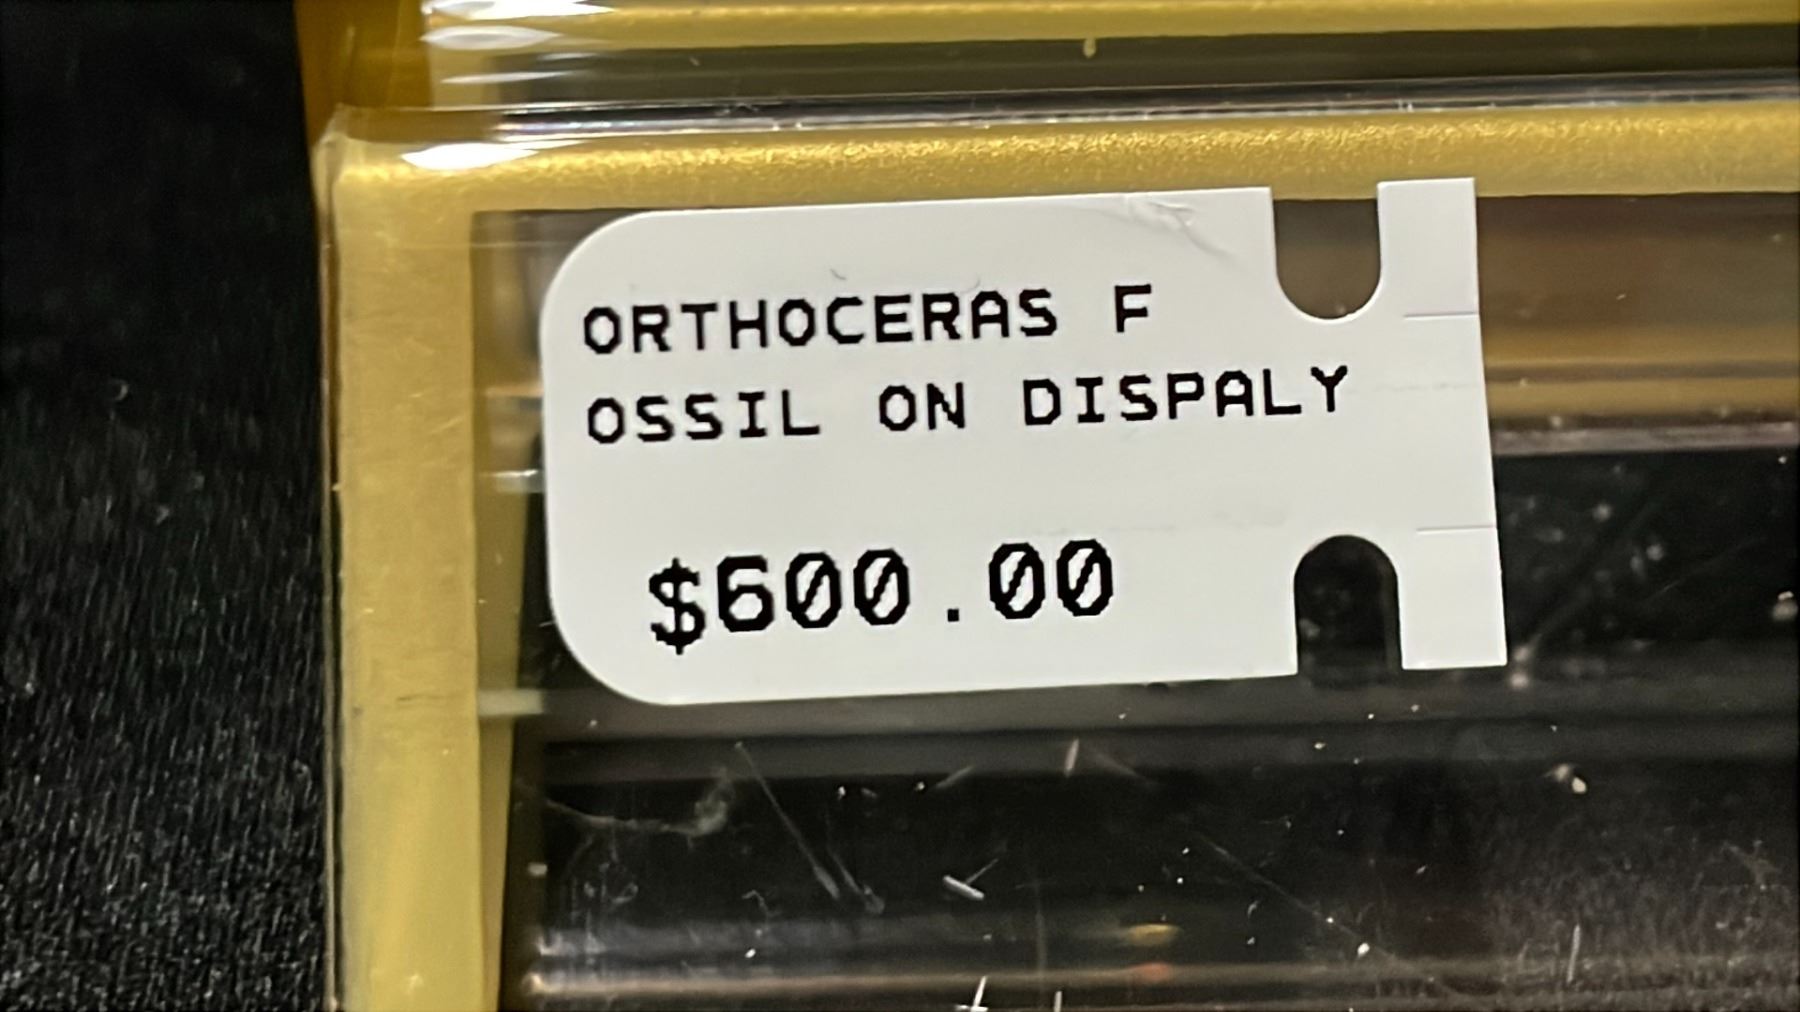 ORTHOCERAS F
OSSIL ON DISPALY
$600.00